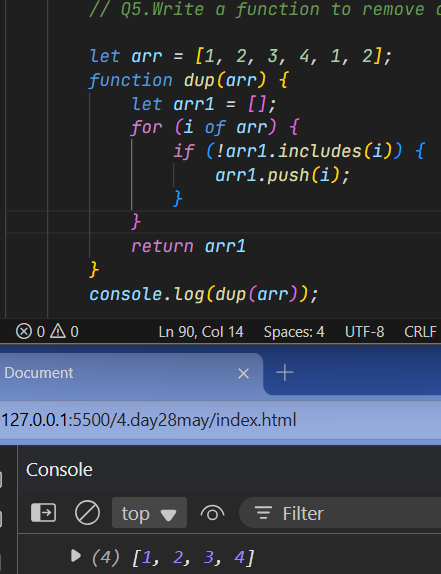 // Q5.Write a function to remove
let arr = [1, 2, 3, 4, 1, 2];
function dup(arr) {
let arr1 = [];
for (i of arr) {
if (!arr1.includes(i)) {
arr1.push(i);
}
}
return arr1
}
console.log(dup(arr));
0 0 Ln 90, Col 14 Spaces: 4 UTF-8 CRLF
Document
127.0.0.1:5500/4.day28may/index.html
Console
top Filter
(4) [1, 2, 3, 4]